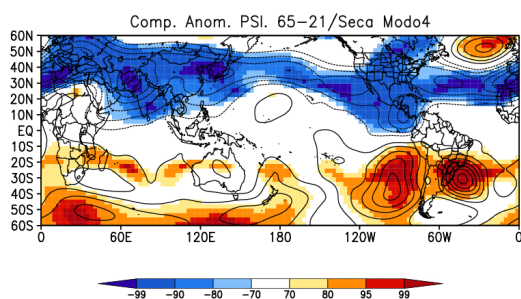 Comp. Anom. PSI. 65-21/Seca Modo4
60N
50N
40N
30N
20N
10N
EQ
10S
20S
30S
40S
50S
60S
0 60E 120E 180 120W 60W 0
-99 -90 -80 -70 70 80 95 99